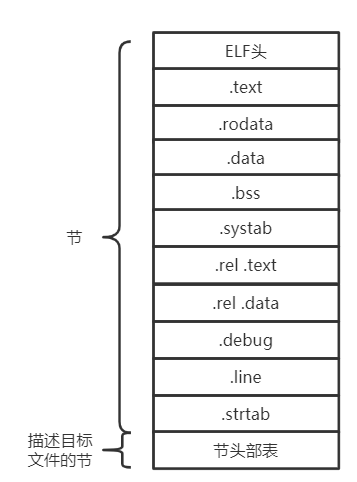 ELF头
.text
.rodata
.data
.bss
节
.systab
.rel .text
.rel .data
.debug
.line
.strtab
描述目标
文件的节
节头部表